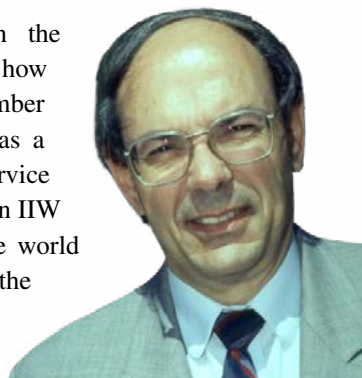 the
how
mber
as a
rvice
n IIW
e world
the